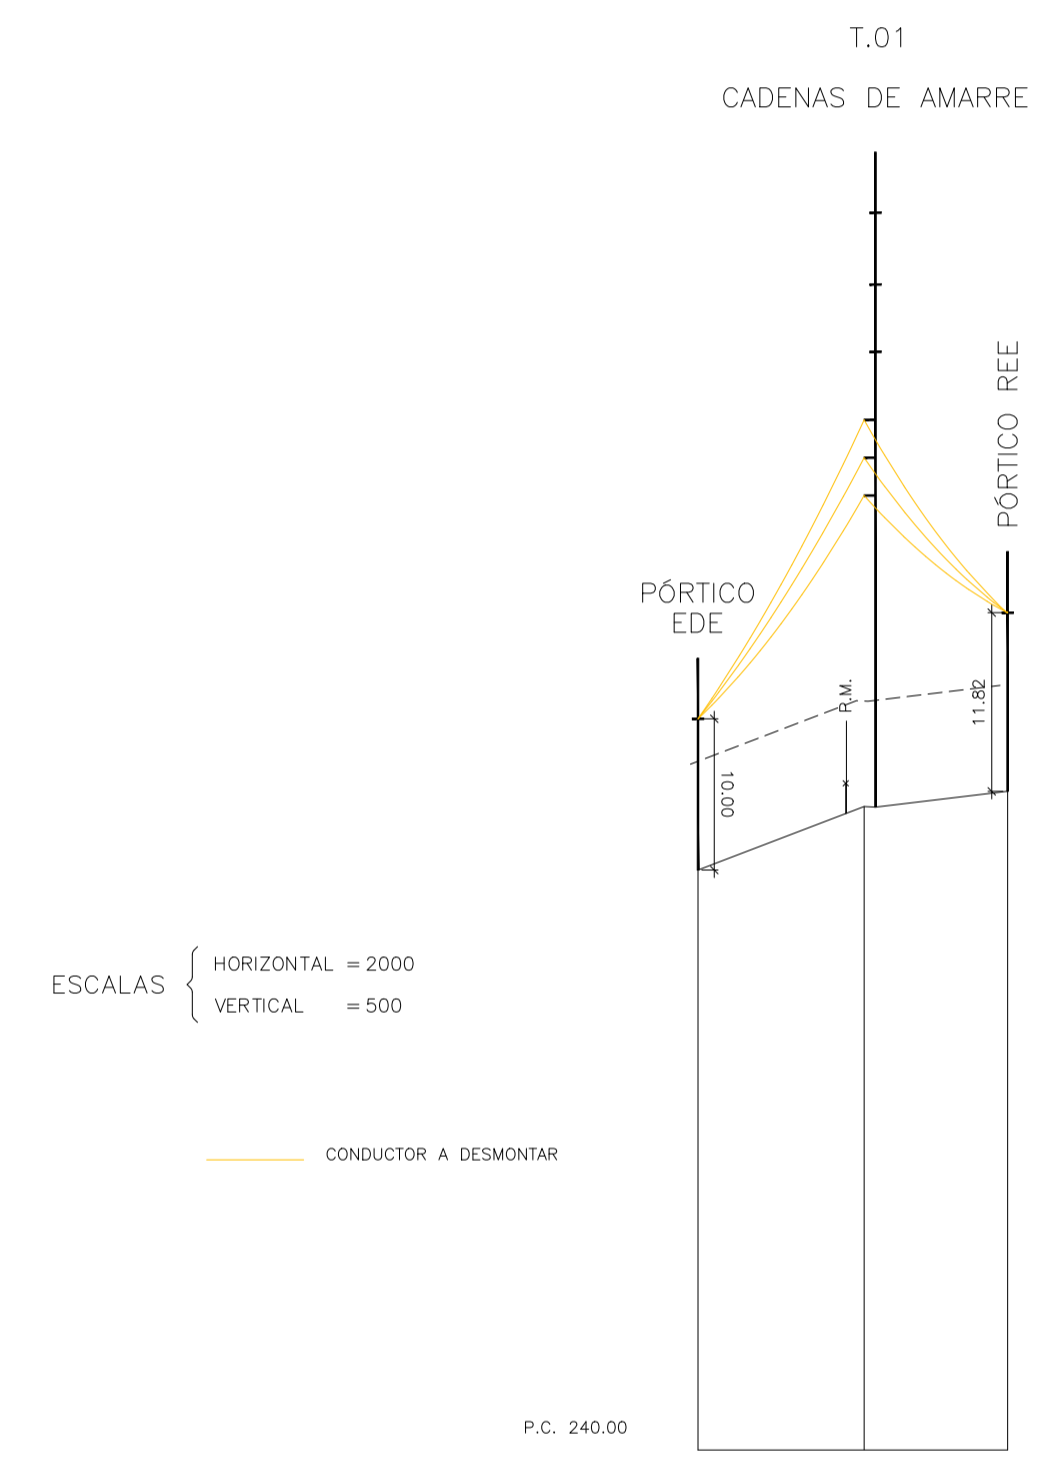 T.01
CADENAS DE AMARRE
PÓRTICO REE
PÓRTICO
EDE
R.M.
11.82
10.00
ESCALAS
HORIZONTAL = 2000
VERTICAL = 500
CONDUCTOR A DESMONTAR
P.C. 240.00